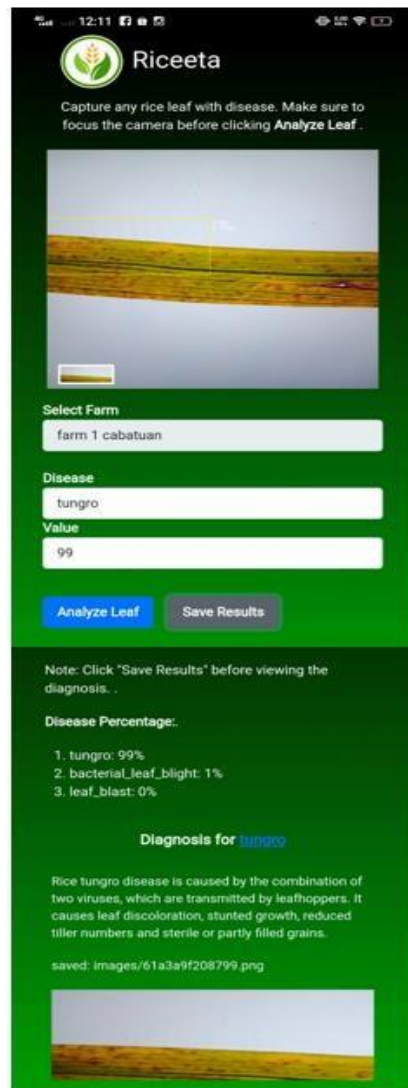 12:11
Riceeta
Capture any rice leaf with disease. Make sure to
focus the camera before clicking Analyze Leaf .
Select Farm
farm 1 cabatuan
Disease
tungro
Value
99
Analyze Leaf Save Results
Note: Click "Save Results" before viewing the
diagnosis. .
Disease Percentage:.
1. tungro: 99%
2. bacterial_leaf_blight: 1%
3. leaf_blast: 0%
Diagnosis for tungro
Rice tungro disease is caused by the combination of
two viruses, which are transmitted by leafhoppers. It
causes leaf discoloration, stunted growth, reduced
tiller numbers and sterile or partly filled grains.
saved: images/61a3a9f208799.png